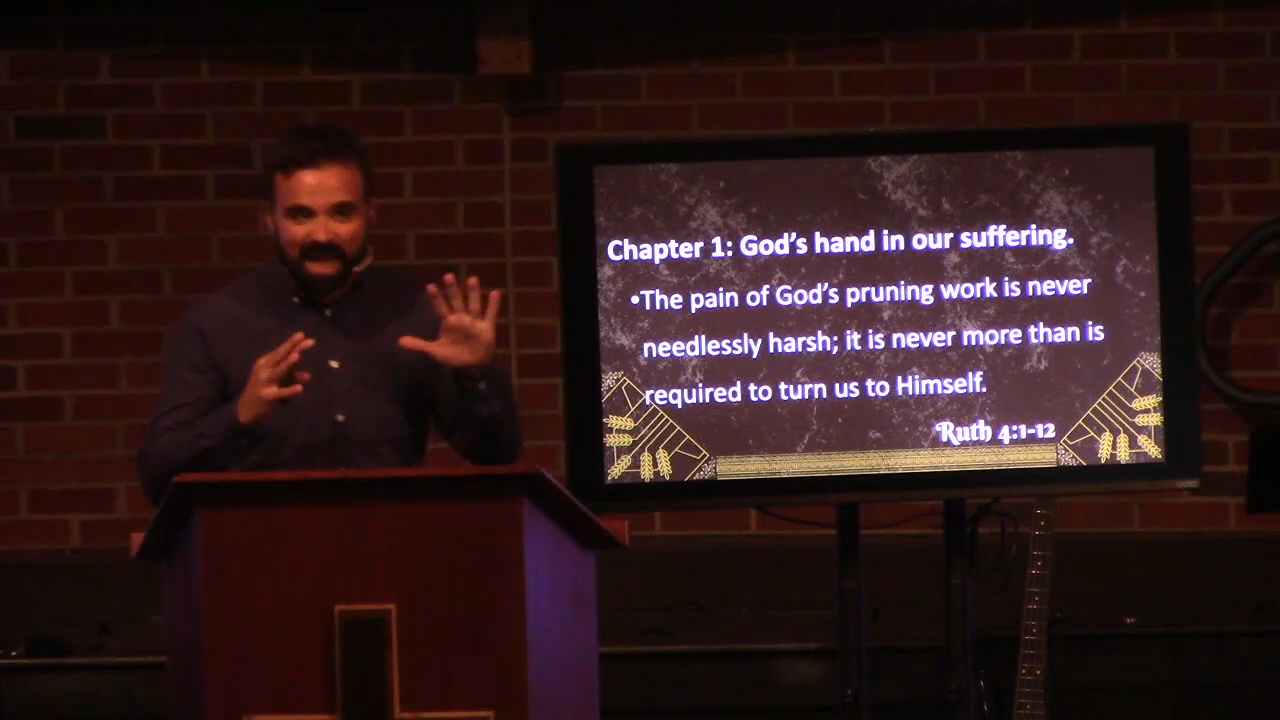 Chapter 1: God's hand in our suffering.
•The pain of God's pruning work is never
needlessly harsh; it is never more than is
required to turn us to Himself.
Ruth 4:1-12